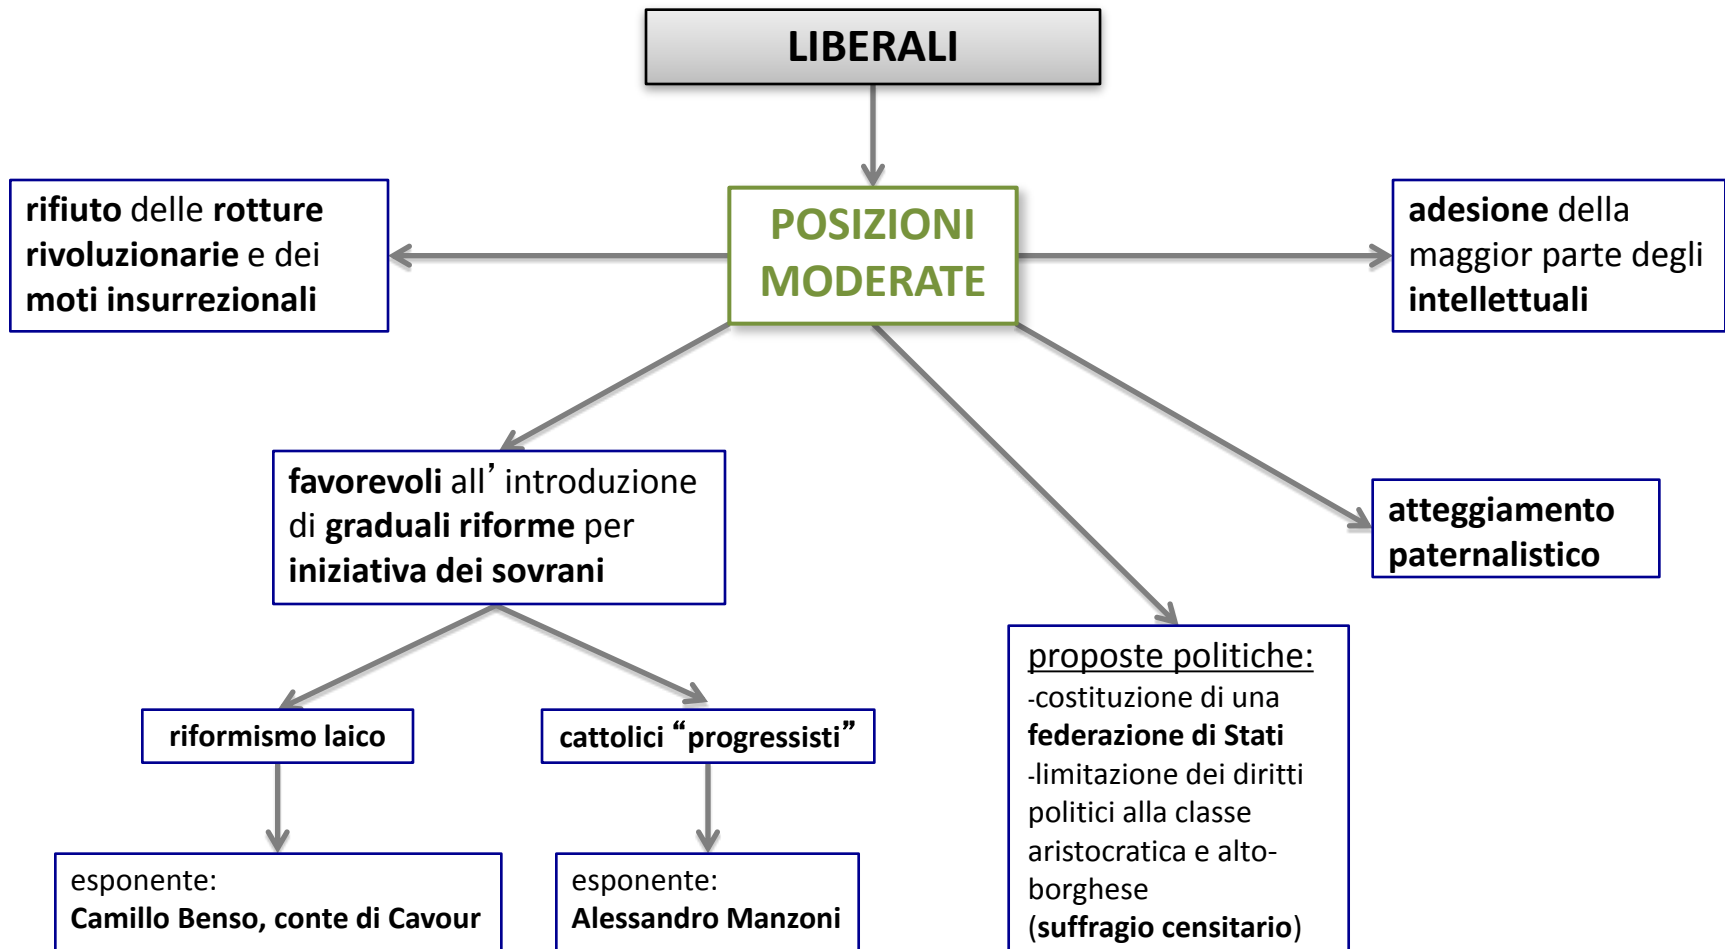 LIBERALI
rifiuto delle rotture
rivoluzionarie e dei
moti insurrezionali
POSIZIONI
MODERATE
adesione della
maggior parte degli
intellettuali
favorevoli all’ introduzione
di graduali riforme per
iniziativa dei sovrani
atteggiamento
paternalistico
riformismo laico
cattolici “progressisti”
proposte politiche:
-costituzione di una
federazione di Stati
-limitazione dei diritti
politici alla classe
aristocratica e alto-
borghese
(suffragio censitario)
esponente:
Camillo Benso, conte di Cavour
esponente:
Alessandro Manzoni